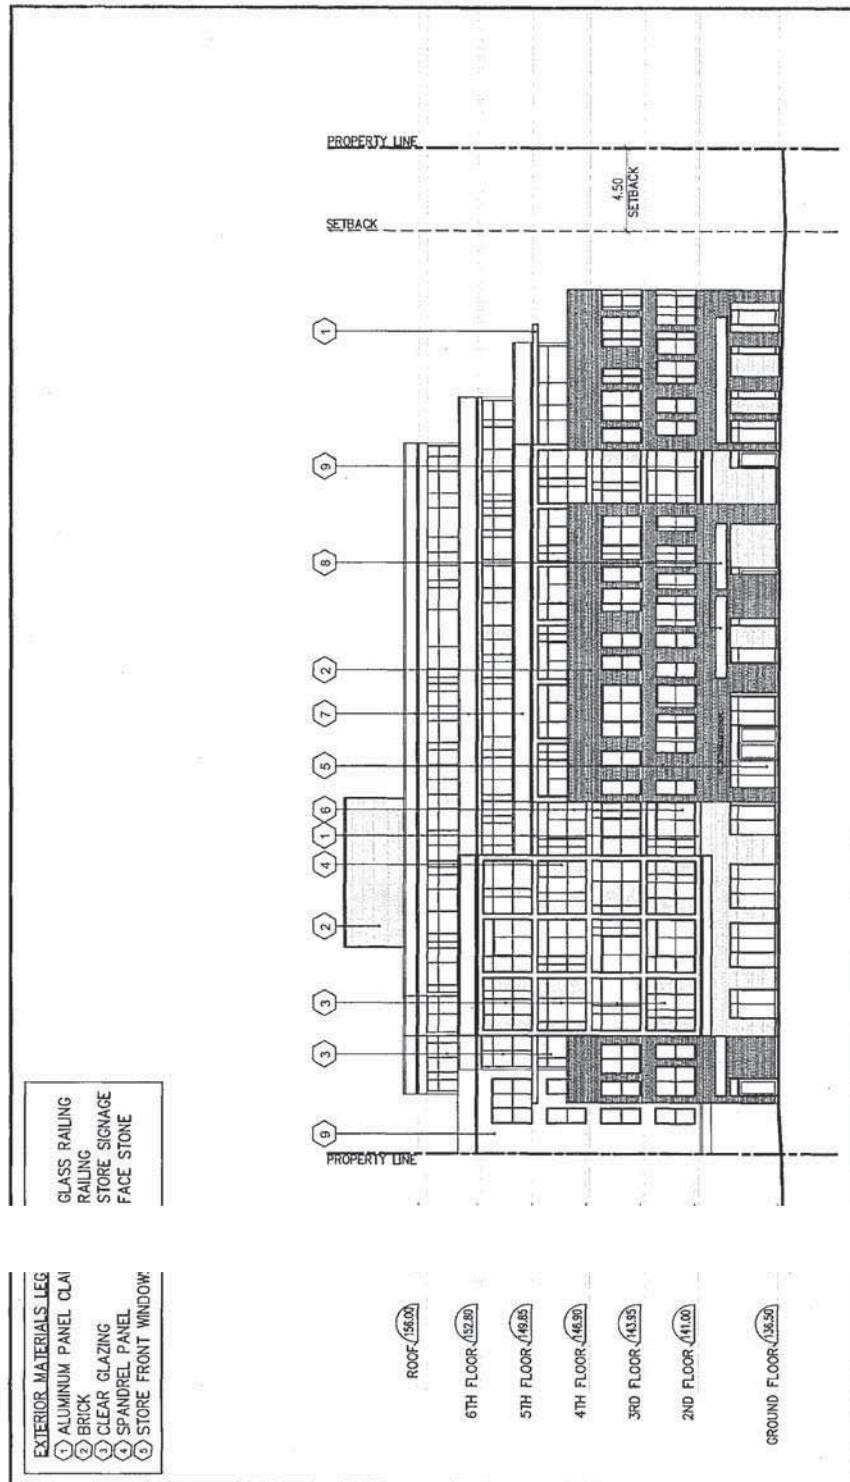 EXTERIOR MATERIALS LEG
1 ALUMINUM PANEL CLA
2 BRICK
3 CLEAR GLAZING
4 SPANDREL PANEL
5 STORE FRONT WINDOWS
GLASS RAILING
RAILING
STORE SIGNAGE
FACE STONE
PROPERTY LINE
9
3
3
2
4
1
6
5
7
2
8
9
1
SETBACK
PROPERTY LINE
4.50
SETBACK
ROOF 156.00
6TH FLOOR 152.80
5TH FLOOR 149.85
4TH FLOOR 146.90
3RD FLOOR 143.95
2ND FLOOR 141.00
GROUND FLOOR 136.50